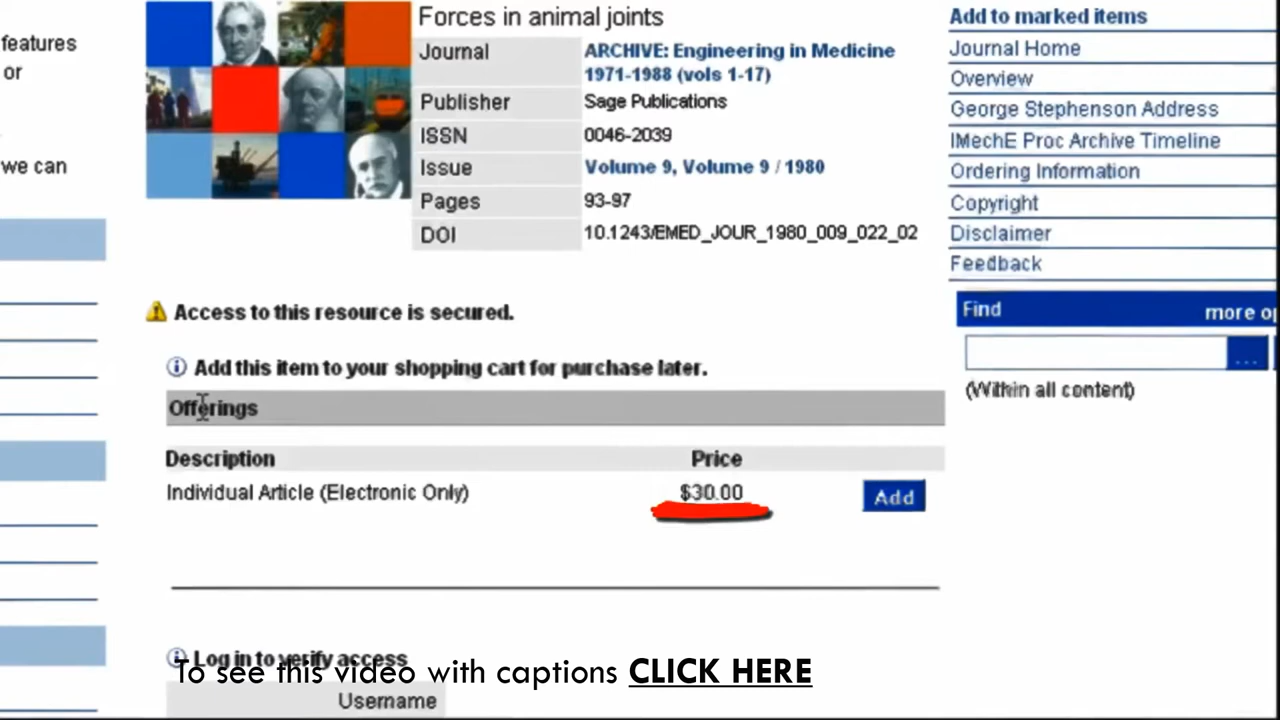 features
or
we can
Forces in animal joints
Journal ARCHIVE: Engineering in Medicine
1971-1988 (vols 1-17)
Publisher Sage Publications
ISSN 0046-2039
Issue Volume 9, Volume 9 / 1980
Pages 93-97
DOI 10.1243/EMED_JOUR_1980_009_022_02
Add to marked items
Journal Home
Overview
George Stephenson Address
IMechE Proc Archive Timeline
Ordering Information
Copyright
Disclaimer
Feedback
Find more op
...
(Within all content)
Access to this resource is secured.
Add this item to your shopping cart for purchase later.
Offerings
Description Price
Individual Article (Electronic Only) $30.00 Add
Log in to verify access
To see this video with captions CLICK HERE
Username